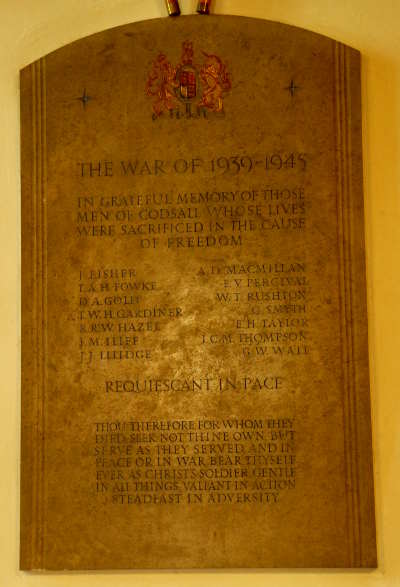 THE WAR OF 1939-1945
IN GRATEFUL MEMORY OF THOSE
MEN OF CODSALL WHOSE LIVES
WERE SACRIFICED IN THE CAUSE
OF FREEDOM
J. FISHER
T.A.H. FOWKE
D.A. GOLD
T.W.H. GARDINER
R.R.W. HAZEL
J.M. ILIFF
J.J. LILIDGE
A.D. MACMILLAN
F.V. PERCIVAL
W.T. RUSHTON
G. SMYTH
E.H. TAYLOR
J.C.M. THOMPSON
G.W. WALL
REQUIESCANT IN PACE
THOU THEREFORE FOR WHOM THEY
DIED SEEK NOT THINE OWN, BUT
SERVE AS THEY SERVED AND IN
PEACE OR IN WAR BEAR THYSELF
EVER AS CHRIST'S SOLDIER GENTLE
IN ALL THINGS, VALIANT IN ACTION
STEADFAST IN ADVERSITY